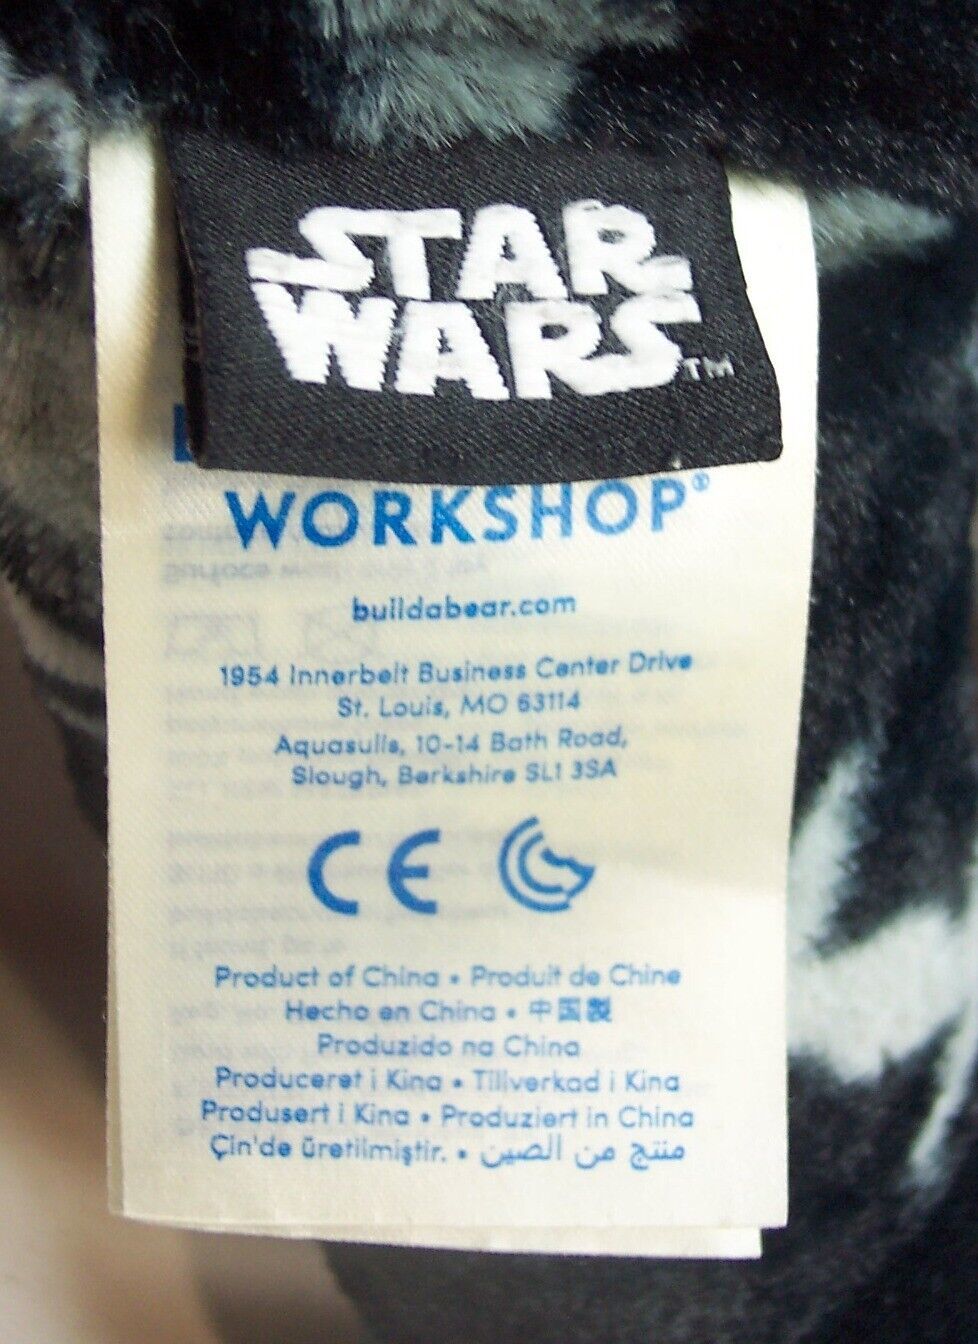 STAR
WARS™
WORKSHOP®
buildabear.com
1954 Innerbelt Business Center Drive
St. Louis, MO 63114
Aquasulis, 10-14 Bath Road,
Slough, Berkshire SL1 3SA
CE
Product of China • Produit de Chine
Hecho en China • 中国製
Produzido na China
Produceret i Kina • Tillverkad i Kina
Produsert i Kina • Produziert in China
Çin'de üretilmiştir. • منتج من الصين